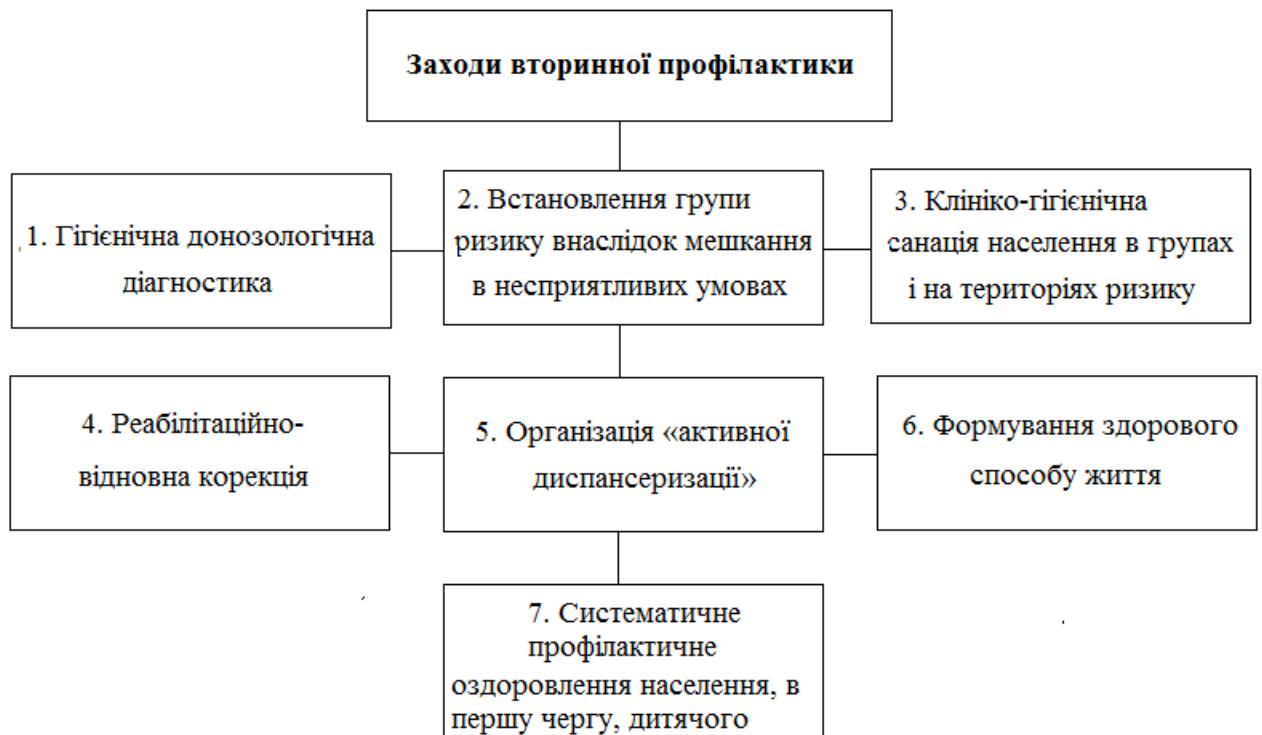 Заходи вторинної профілактики
1. Гігієнічна донозологічна
діагностика
2. Встановлення групи
ризику внаслідок мешкання
в несприятливих умовах
3. Клініко-гігієнічна
санація населення в групах
і на територіях ризику
4. Реабілітаційно-
відновна корекція
5. Організація «активної
диспансеризації»
6. Формування здорового
способу життя
7. Систематичне
профілактичне
оздоровлення населення, в
першу чергу, дитячого